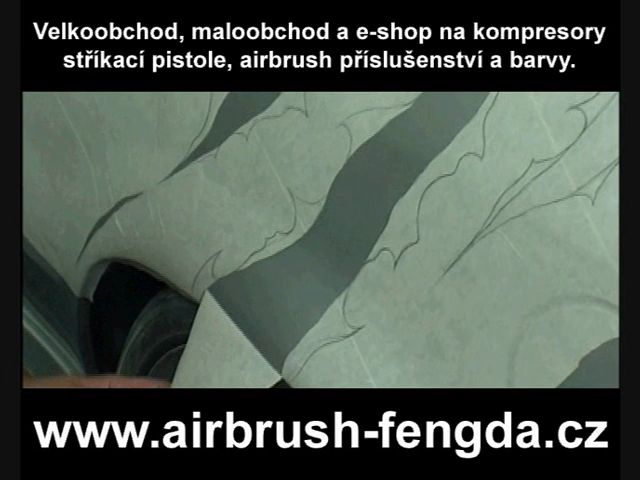 Velkoobchod, maloobchod a e-shop na kompresory
stříkací pistole, airbrush příslušenství a barvy.
www.airbrush-fengda.cz